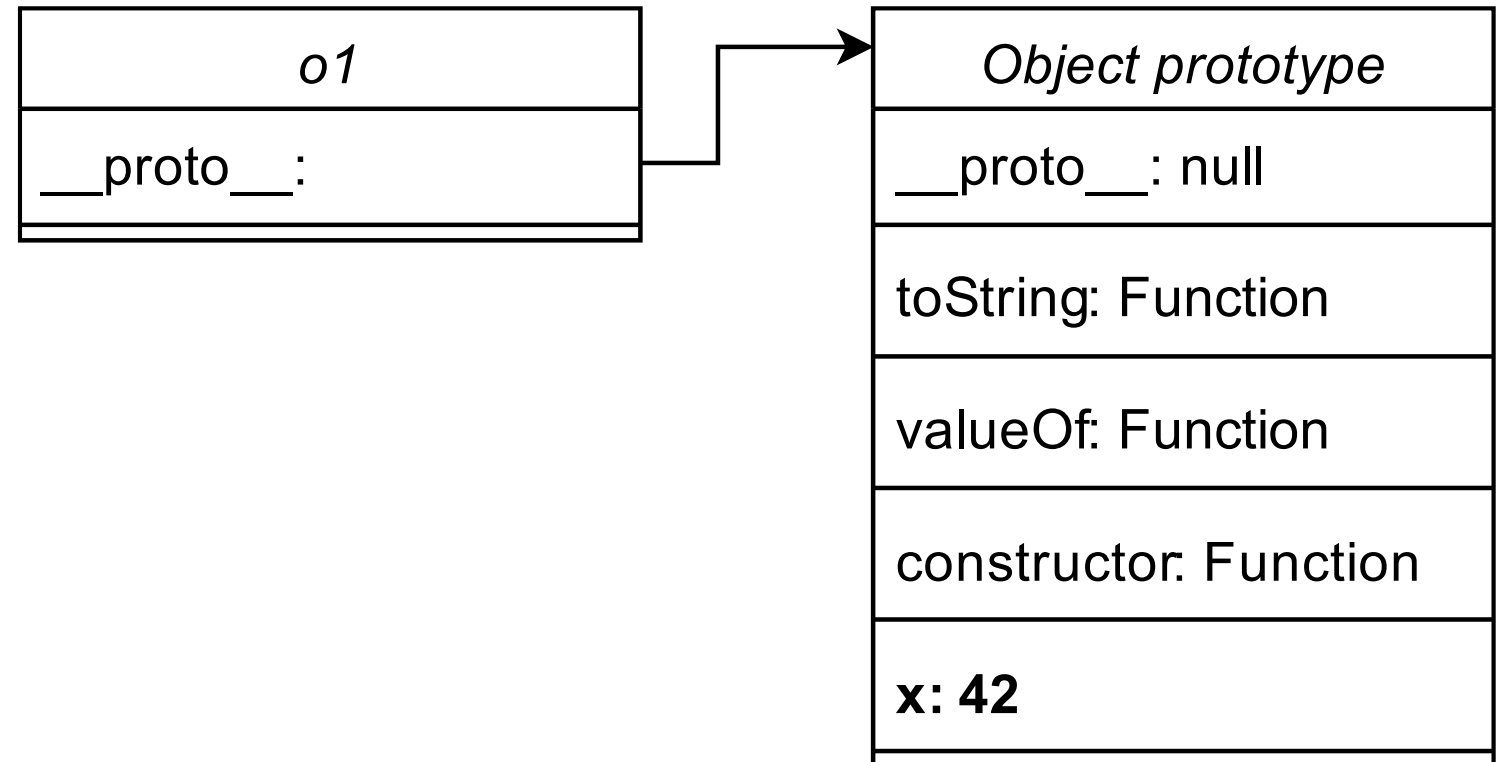 o1
__proto__:
Object prototype
__proto__: null
toString: Function
valueOf: Function
constructor: Function
x: 42